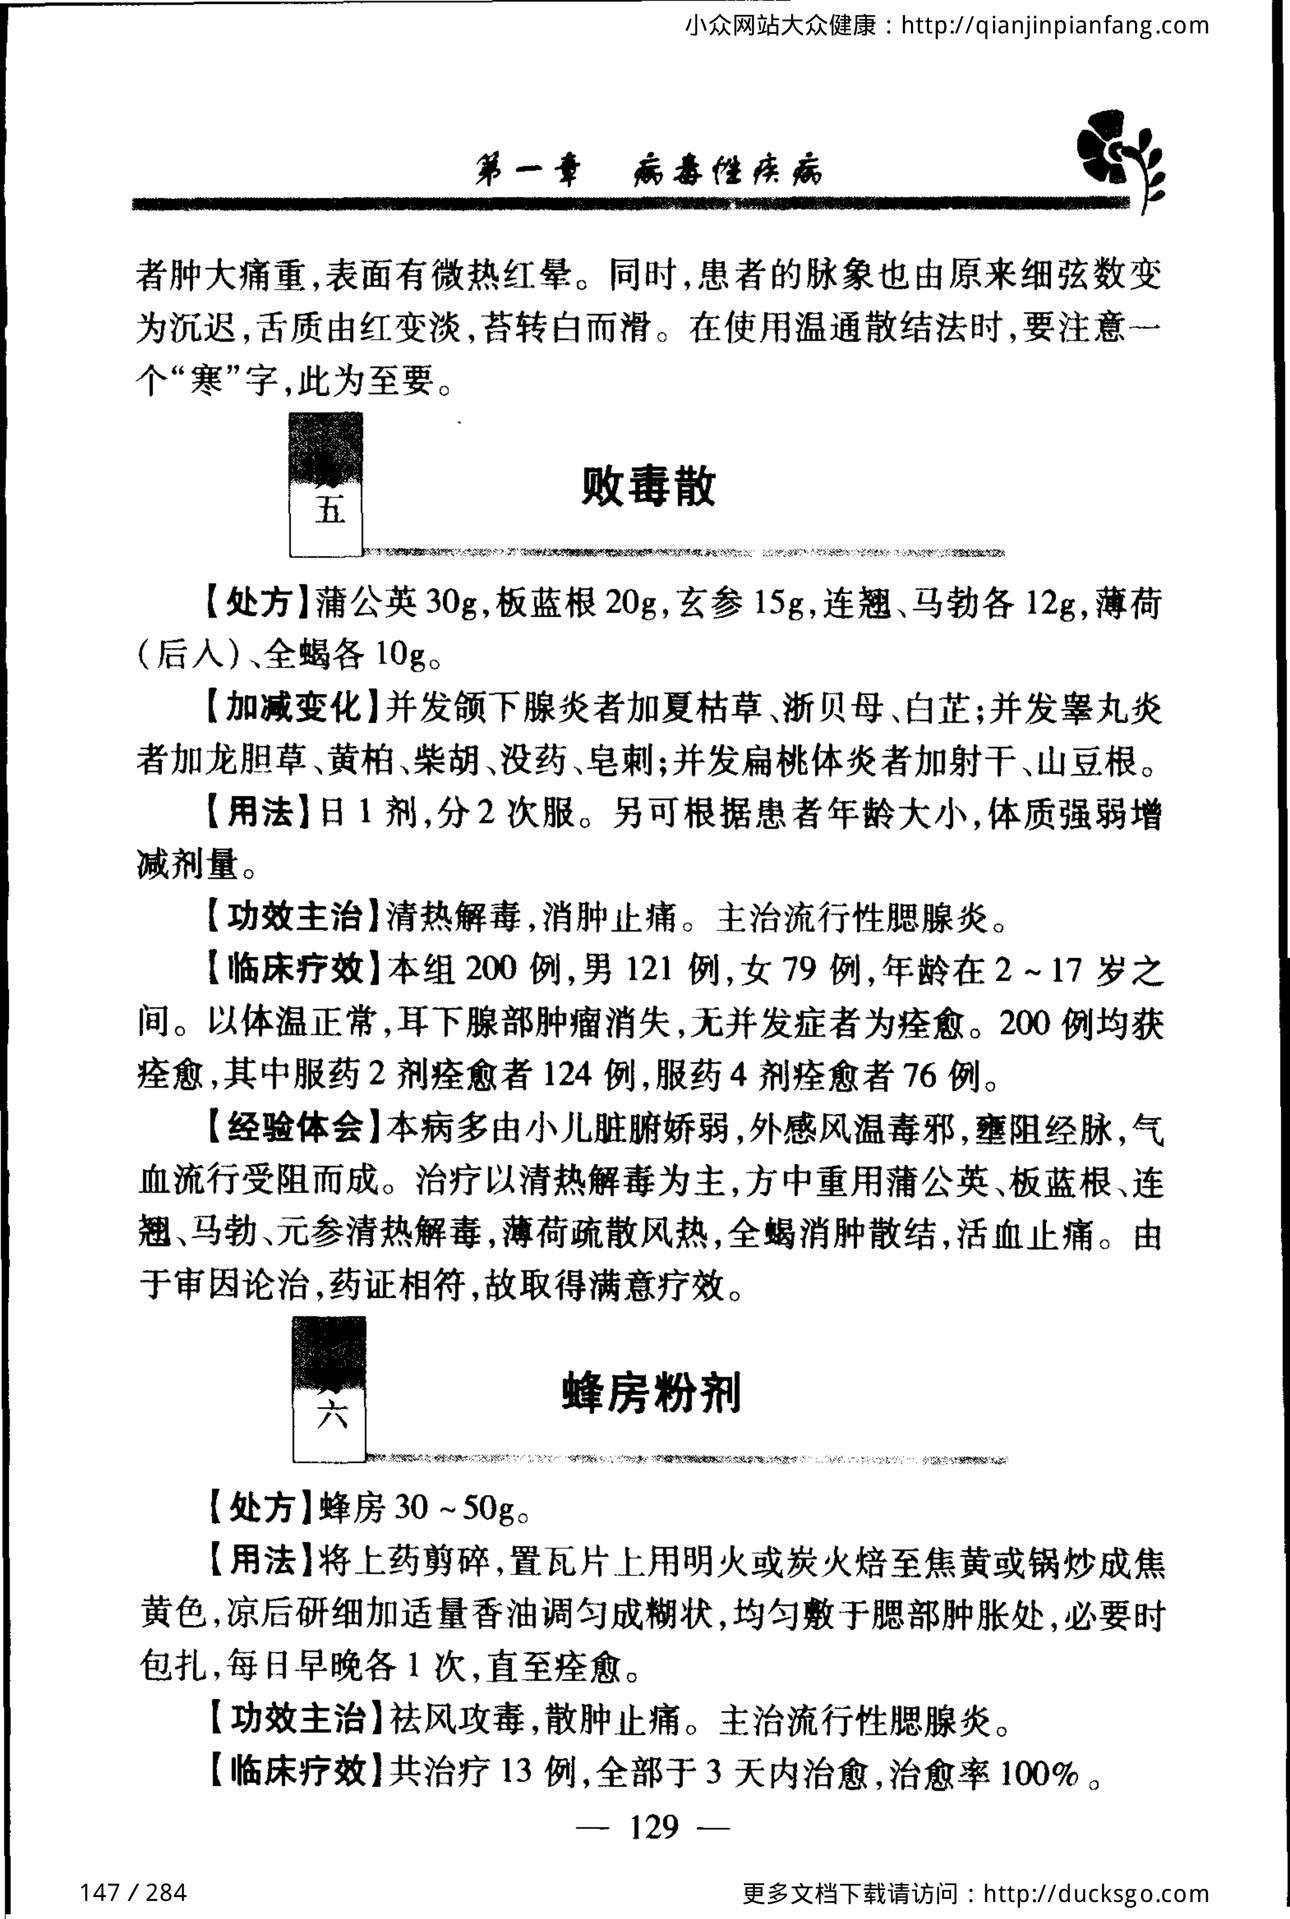 小众网站大众健康：http://qianjinpianfang.com
第一章 病毒性疾病
者肿大痛重,表面有微热红晕。同时,患者的脉象也由原来细弦数变
为沉迟,舌质由红变淡,苔转白而滑。在使用温通散结法时,要注意一
个“寒”字,此为至要。
五
败毒散
【处方】蒲公英 30g,板蓝根 20g,玄参 15g,连翘、马勃各 12g,薄荷
(后入)、全蝎各 10g。
【加减变化】并发颌下腺炎者加夏枯草、浙贝母、白芷;并发睾丸炎
者加龙胆草、黄柏、柴胡、没药、皂刺;并发扁桃体炎者加射干、山豆根。
【用法】日 1 剂,分 2 次服。另可根据患者年龄大小,体质强弱增
减剂量。
【功效主治】清热解毒,消肿止痛。主治流行性腮腺炎。
【临床疗效】本组 200 例,男 121 例,女 79 例,年龄在 2 ~ 17 岁之
间。以体温正常,耳下腺部肿瘤消失,无并发症者为痊愈。200 例均获
痊愈,其中服药 2 剂痊愈者 124 例,服药 4 剂痊愈者 76 例。
【经验体会】本病多由小儿脏腑娇弱,外感风温毒邪,壅阻经脉,气
血流行受阻而成。治疗以清热解毒为主,方中重用蒲公英、板蓝根、连
翘、马勃、元参清热解毒,薄荷疏散风热,全蝎消肿散结,活血止痛。由
于审因论治,药证相符,故取得满意疗效。
六
蜂房粉剂
【处方】蜂房 30 ~ 50g。
【用法】将上药剪碎,置瓦片上用明火或炭火焙至焦黄或锅炒成焦
黄色,凉后研细加适量香油调匀成糊状,均匀敷于腮部肿胀处,必要时
包扎,每日早晚各 1 次,直至痊愈。
【功效主治】祛风攻毒,散肿止痛。主治流行性腮腺炎。
【临床疗效】共治疗 13 例,全部于 3 天内治愈,治愈率 100%。
— 129 —
147 / 284
更多文档下载请访问：http://ducksgo.com